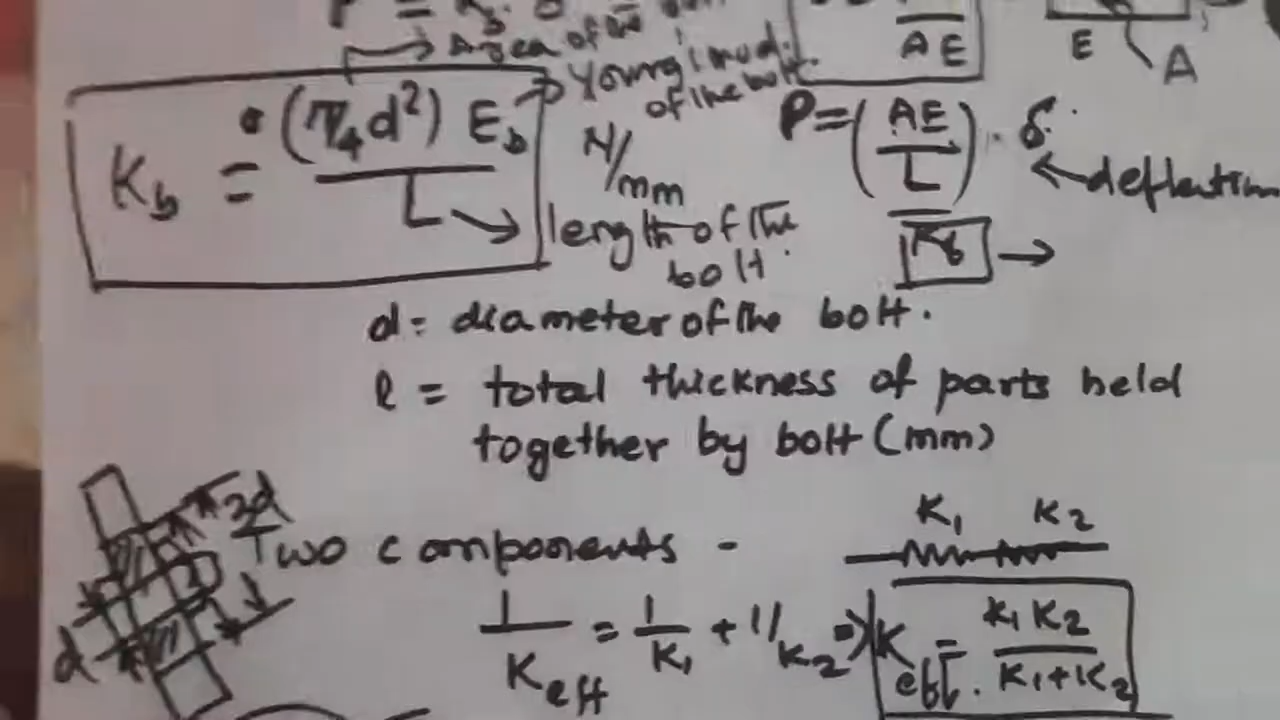 P = Kb. δ
→ Area of the
AE
E A
Kb = (π/4 d²) Eb
L
→ Young's mod.
of the bolt.
N/mm
→ length of the
bolt.
P = (AE/L) . δ.
← deflection
Kb →
d = diameter of the bolt.
l = total thickness of parts held
together by bolt (mm)
3d
d
Two components -
K1 K2
1/Keff = 1/K1 + 1/K2 ⇒ Keff. = K1K2/K1+K2